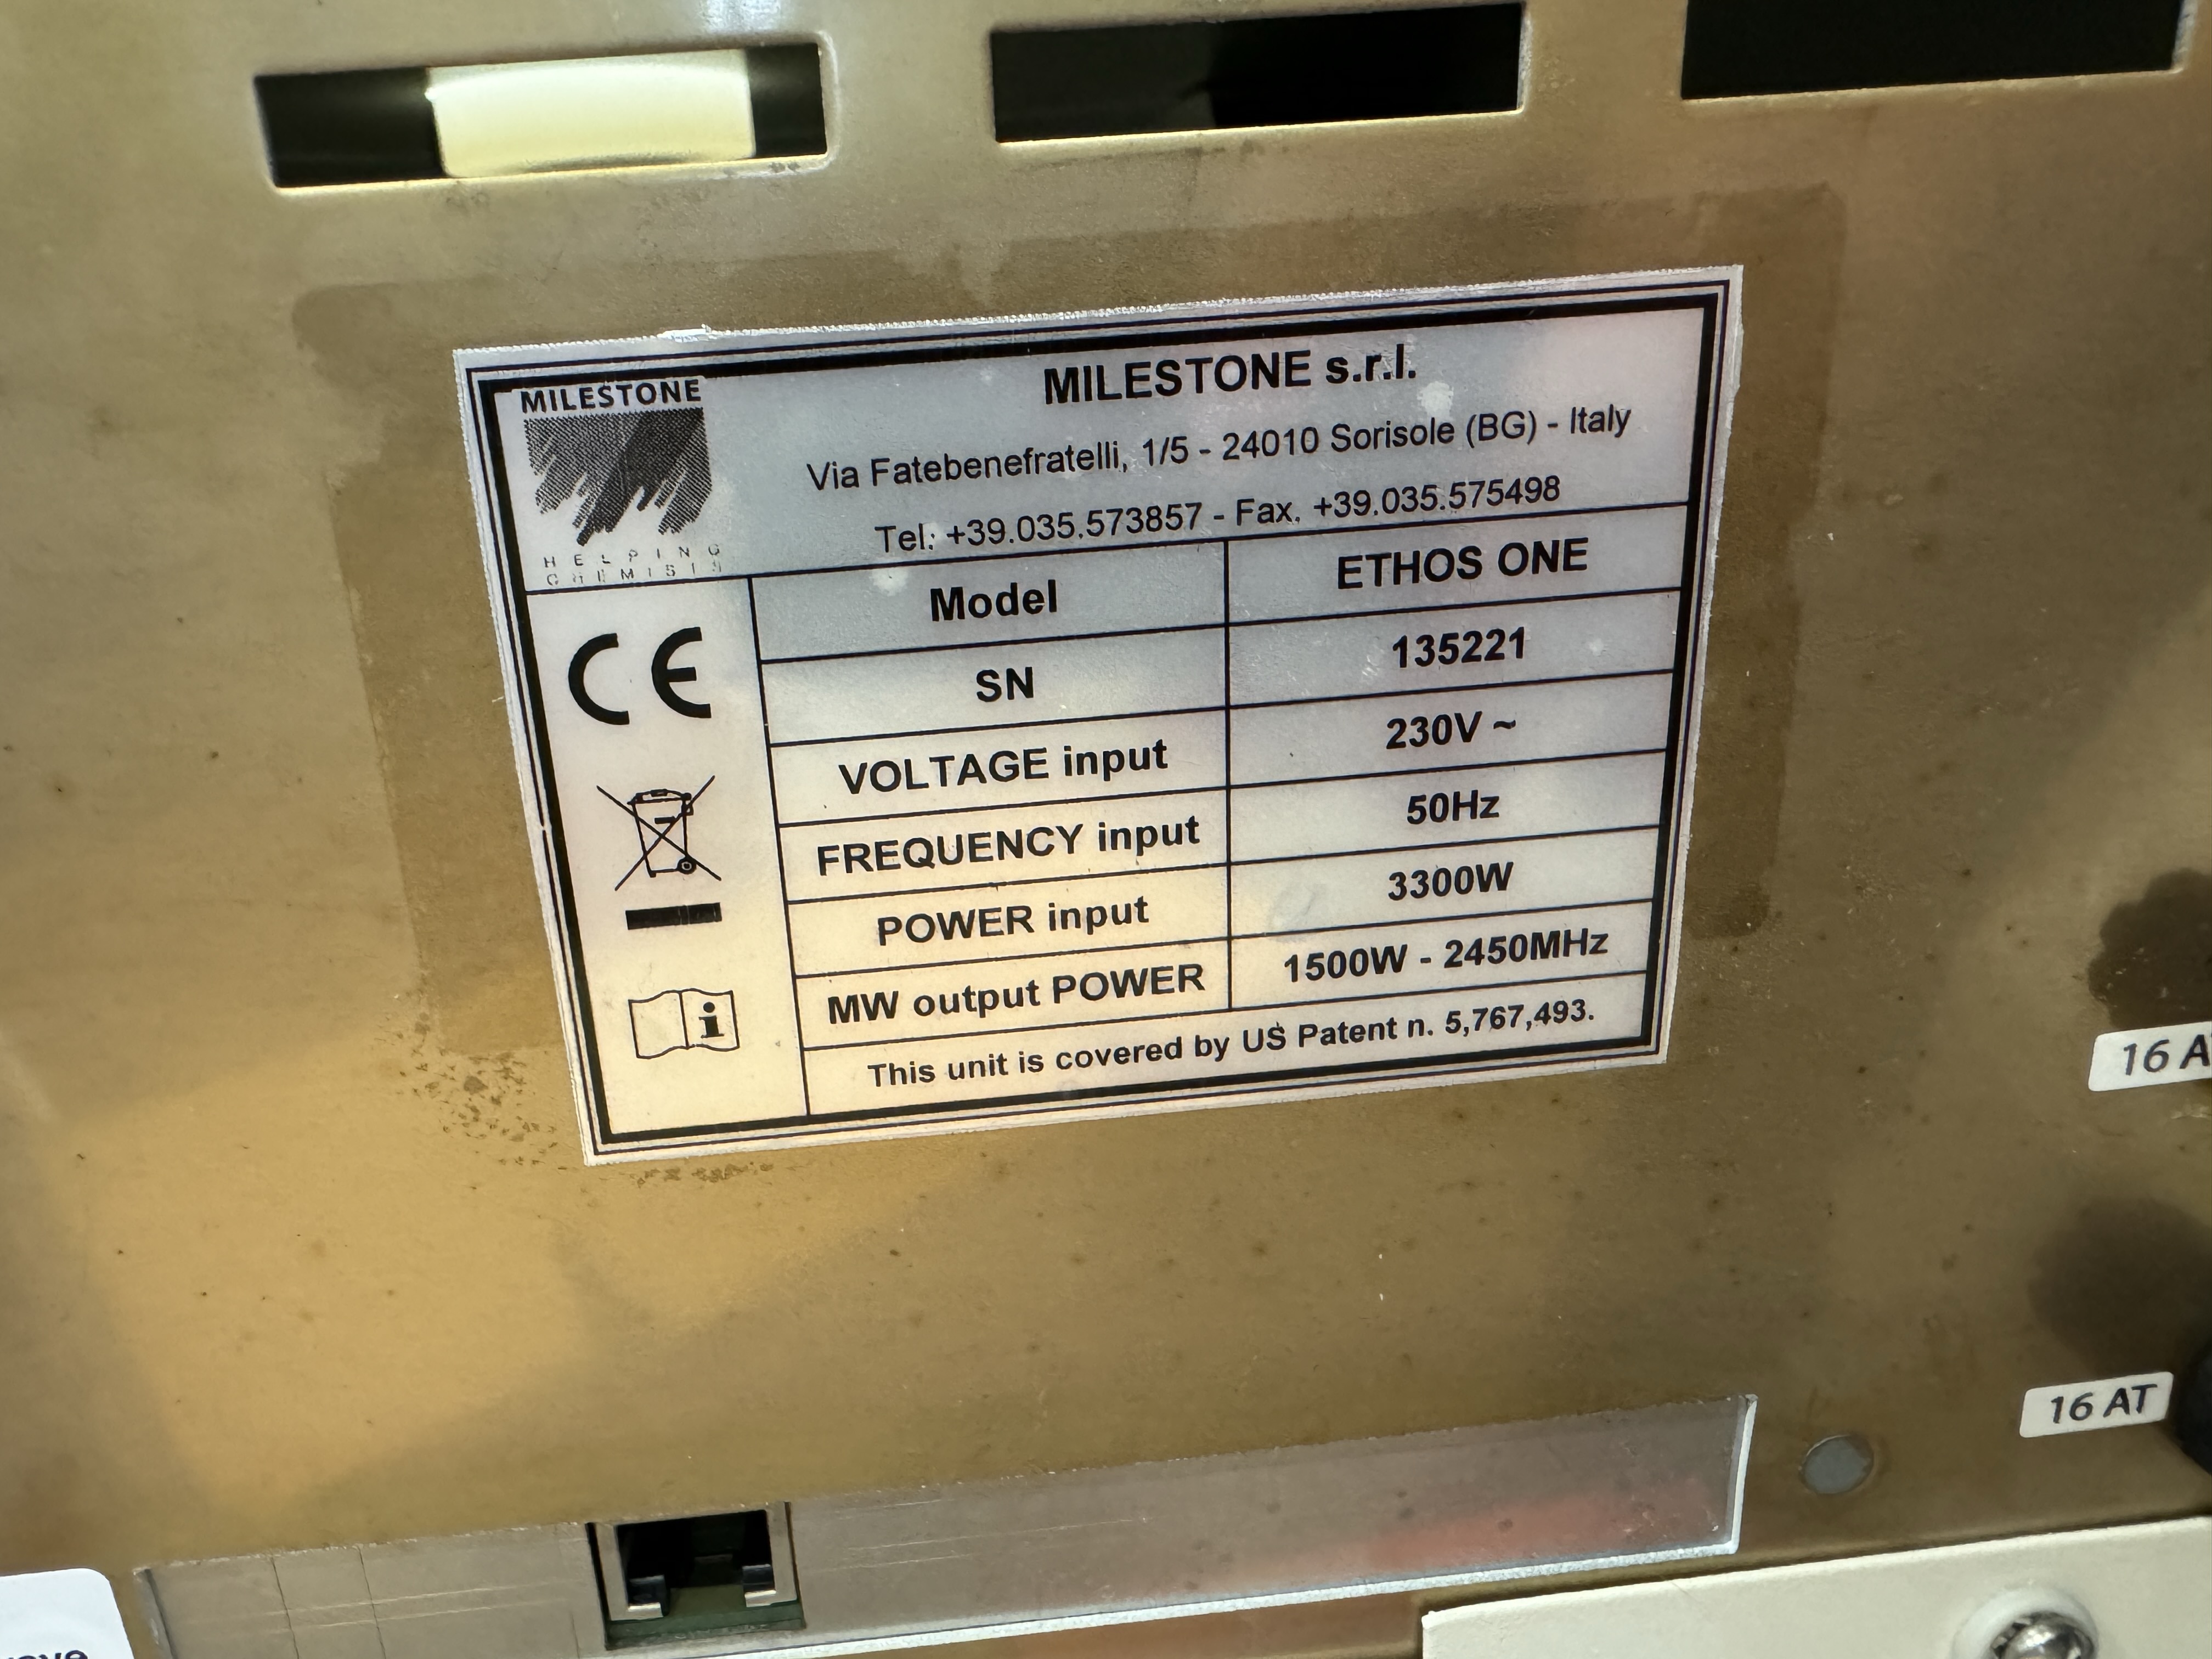 MILESTONE
HELPING
CHEMISTS
MILESTONE s.r.l.
Via Fatebenefratelli, 1/5 - 24010 Sorisole (BG) - Italy
Tel: +39.035.573857 - Fax. +39.035.575498
Model ETHOS ONE
SN 135221
VOLTAGE input 230V ~
FREQUENCY input 50Hz
POWER input 3300W
MW output POWER 1500W - 2450MHz
This unit is covered by US Patent n. 5,767,493.
CE
i
16 A
16 AT